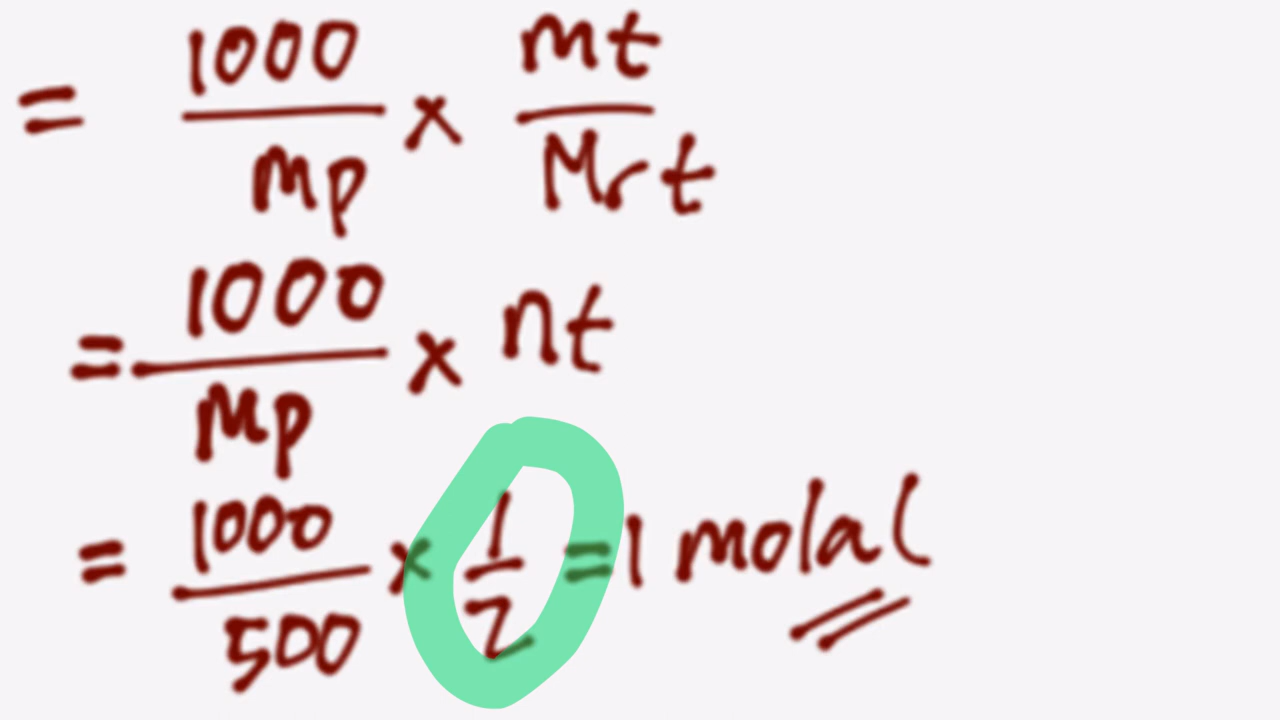 = 1000/mp × mt/Mrt
= 1000/mp × nt
= 1000/500 × 1/2 = 1 molal